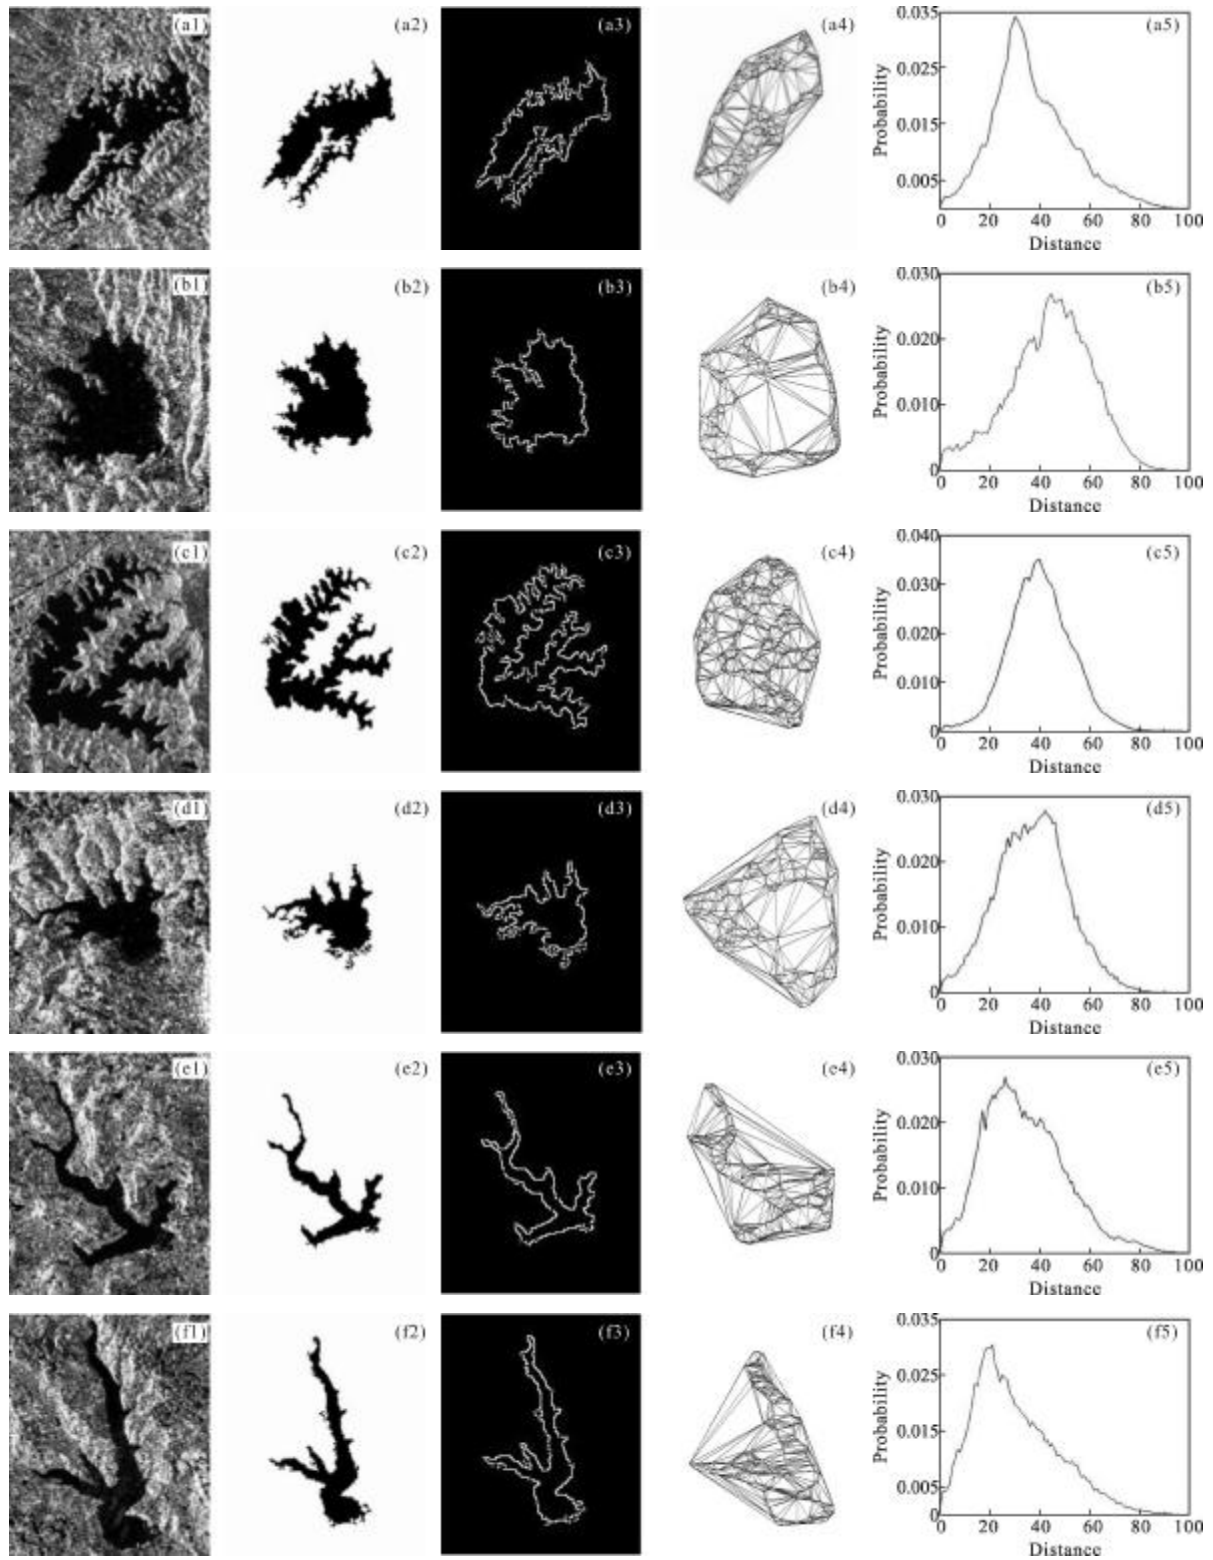 (a1) (a2) (a3) (a4) (a5)
0.035
0.025
0.015
0.005
Probability
0 20 40 60 80 100
Distance
(b1) (b2) (b3) (b4) (b5)
0.030
0.020
0.010
0
Probability
0 20 40 60 80 100
Distance
(c1) (c2) (c3) (c4) (c5)
0.040
0.030
0.020
0.010
0
Probability
0 20 40 60 80 100
Distance
(d1) (d2) (d3) (d4) (d5)
0.030
0.020
0.010
0
Probability
0 20 40 60 80 100
Distance
(e1) (e2) (e3) (e4) (e5)
0.030
0.020
0.010
0
Probability
0 20 40 60 80 100
Distance
(f1) (f2) (f3) (f4) (f5)
0.035
0.025
0.015
0.005
0
Probability
0 20 40 60 80 100
Distance